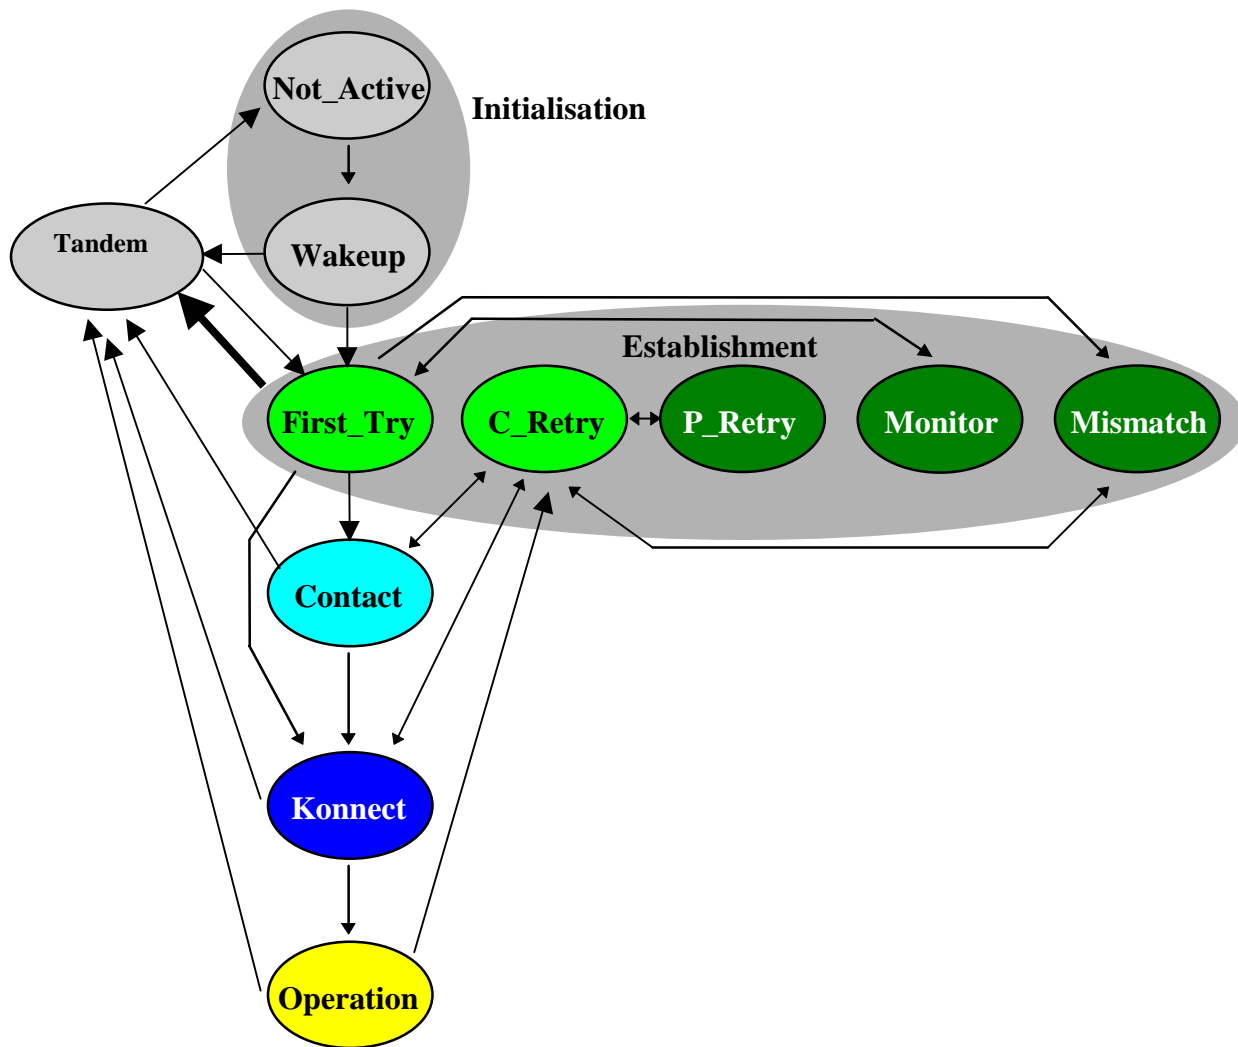 Not_Active
Initialisation
Tandem
Wakeup
Establishment
First_Try
C_Retry
P_Retry
Monitor
Mismatch
Contact
Konnect
Operation